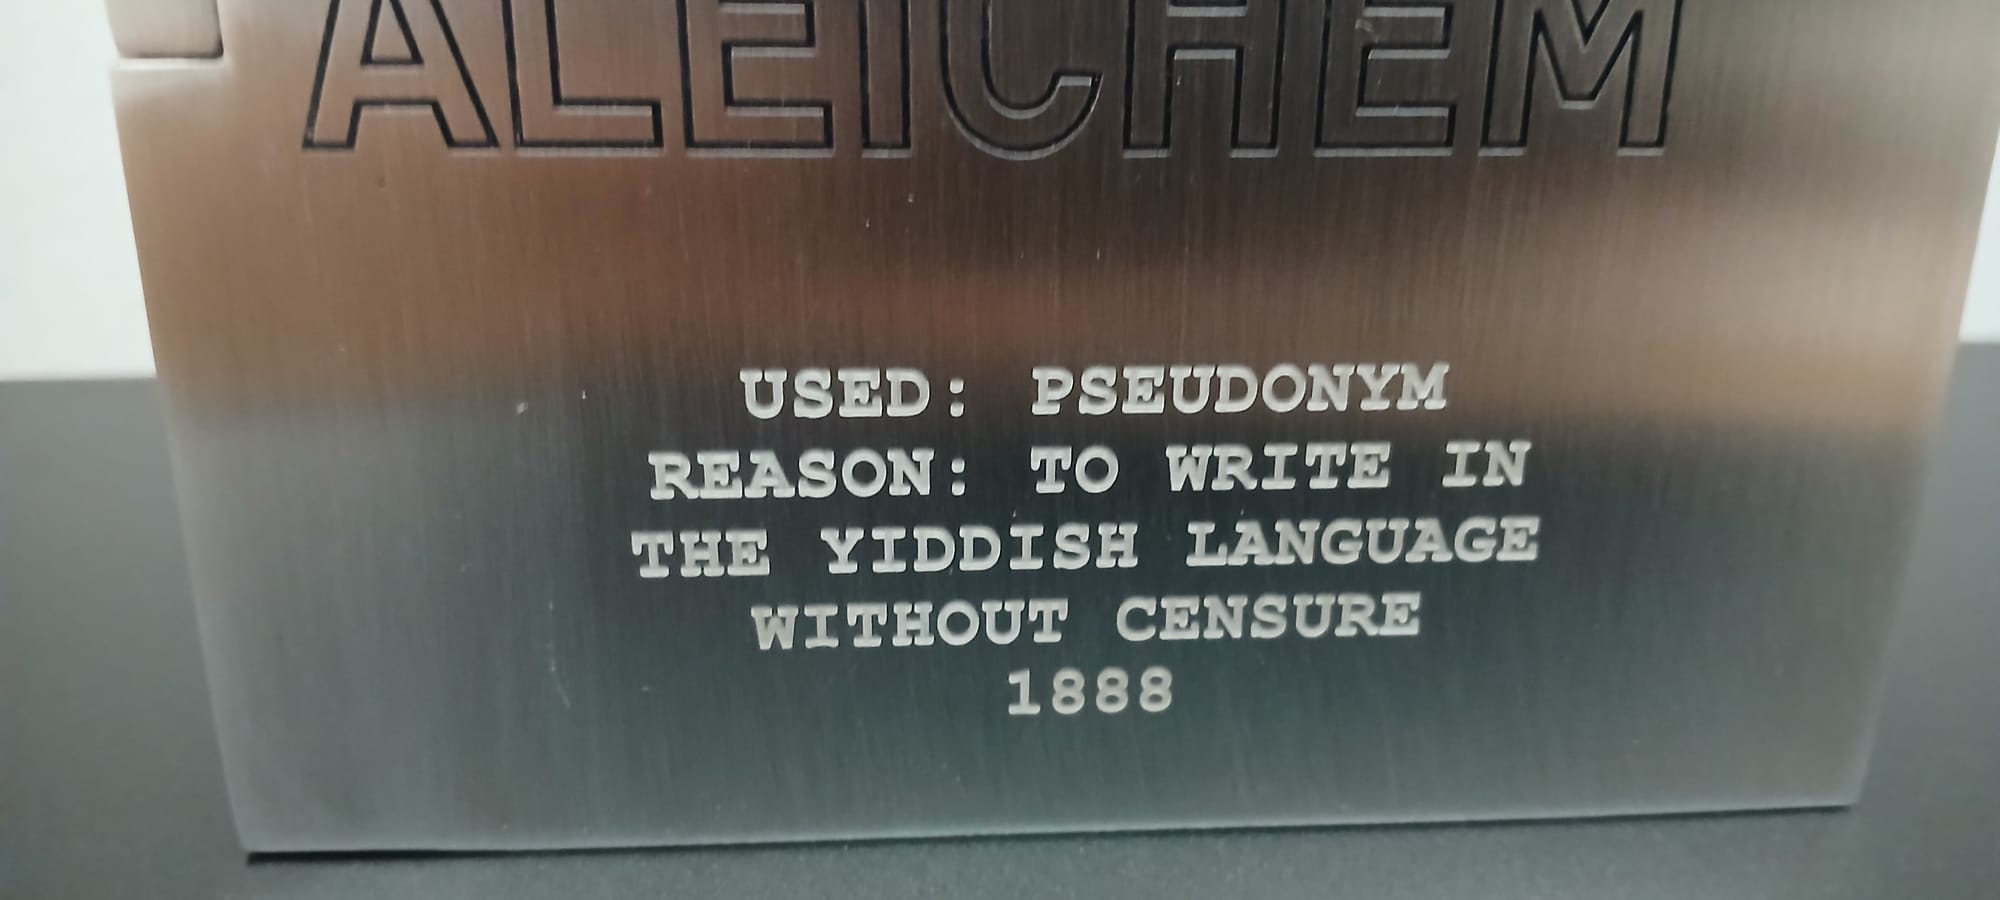 ALEICHEM
USED: PSEUDONYM
REASON: TO WRITE IN
THE YIDDISH LANGUAGE
WITHOUT CENSURE
1888